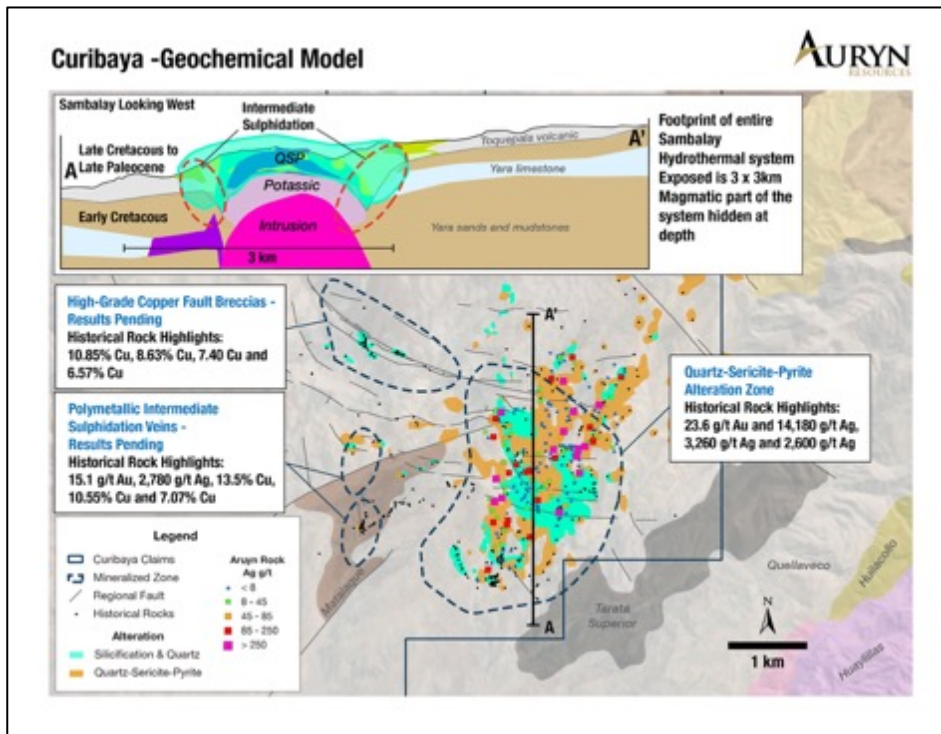 Curibaya -Geochemical Model
AURYN
RESOURCES
Sambalay Looking West
Intermediate
Sulphidation
A
A'
Late Cretacous to
Late Paleocene
Early Cretacous
QSP
Potassic
Intrusion
3 km
Toquepala volcanic
Yara limestone
Yara sands and mudstones
Footprint of entire
Sambalay
Hydrothermal system
Exposed is 3 x 3km
Magmatic part of the
system hidden at
depth
High-Grade Copper Fault Breccias -
Results Pending
Historical Rock Highlights:
10.85% Cu, 8.63% Cu, 7.40 Cu and
6.57% Cu
Polymetallic Intermediate
Sulphidation Veins -
Results Pending
Historical Rock Highlights:
15.1 g/t Au, 2,780 g/t Ag, 13.5% Cu,
10.55% Cu and 7.07% Cu
Quartz-Sericite-Pyrite
Alteration Zone
Historical Rock Highlights:
23.6 g/t Au and 14,180 g/t Ag,
3,260 g/t Ag and 2,600 g/t Ag
A'
A
Legend
Curibaya Claims
Mineralized Zone
Regional Fault
Historical Rocks
Alteration
Silicification & Quartz
Quartz-Sericite-Pyrite
Aruyn Rock
Ag g/t
< 8
8 - 45
45 - 85
85 - 250
> 250
Matalaque
Tarata
Superior
Quellaveco
Huilacollo
Huaylillas
N
1 km